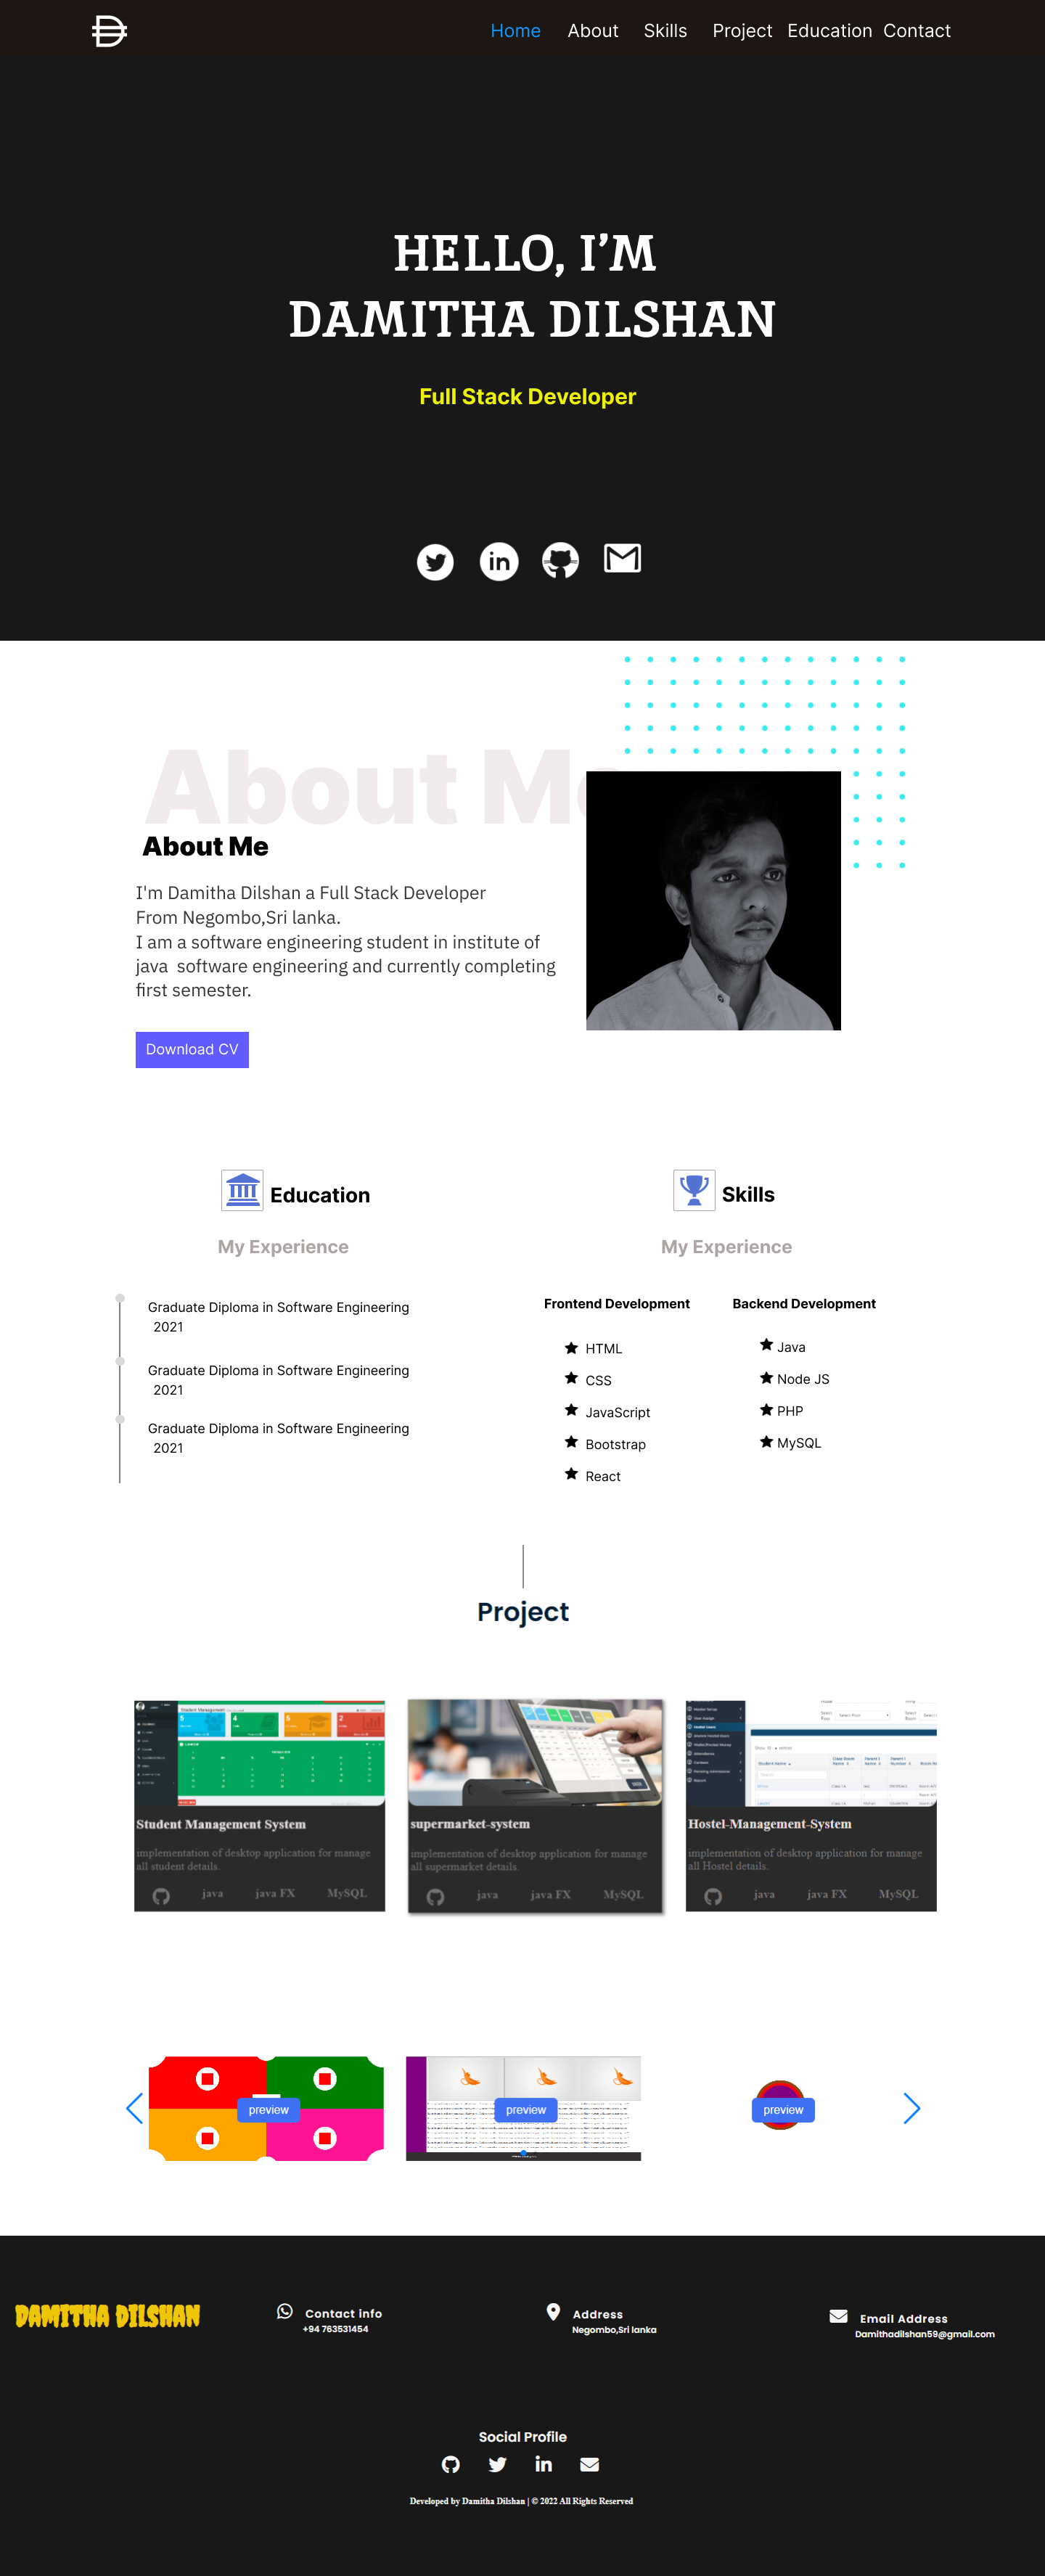 Home About Skills Project Education Contact
HELLO, I’M
DAMITHA DILSHAN
Full Stack Developer
About Me
About Me
I'm Damitha Dilshan a Full Stack Developer
From Negombo,Sri lanka.
I am a software engineering student in institute of
java software engineering and currently completing
first semester.
Download CV
Education
My Experience
Graduate Diploma in Software Engineering
2021
Graduate Diploma in Software Engineering
2021
Graduate Diploma in Software Engineering
2021
Skills
My Experience
Frontend Development
HTML
CSS
JavaScript
Bootstrap
React
Backend Development
Java
Node JS
PHP
MySQL
Project
Student Management System
implementation of desktop application for manage
all student details.
java java FX MySQL
supermarket-system
implementation of desktop application for manage
all supermarket details.
java java FX MySQL
Hostel-Management-System
implementation of desktop application for manage
all Hostel details.
java java FX MySQL
preview
preview
preview
DAMITHA DILSHAN
Contact info
+94 763531454
Address
Negombo,Sri lanka
Email Address
Damithadilshan59@gmail.com
Social Profile
Developed by Damitha Dilshan | © 2022 All Rights Reserved